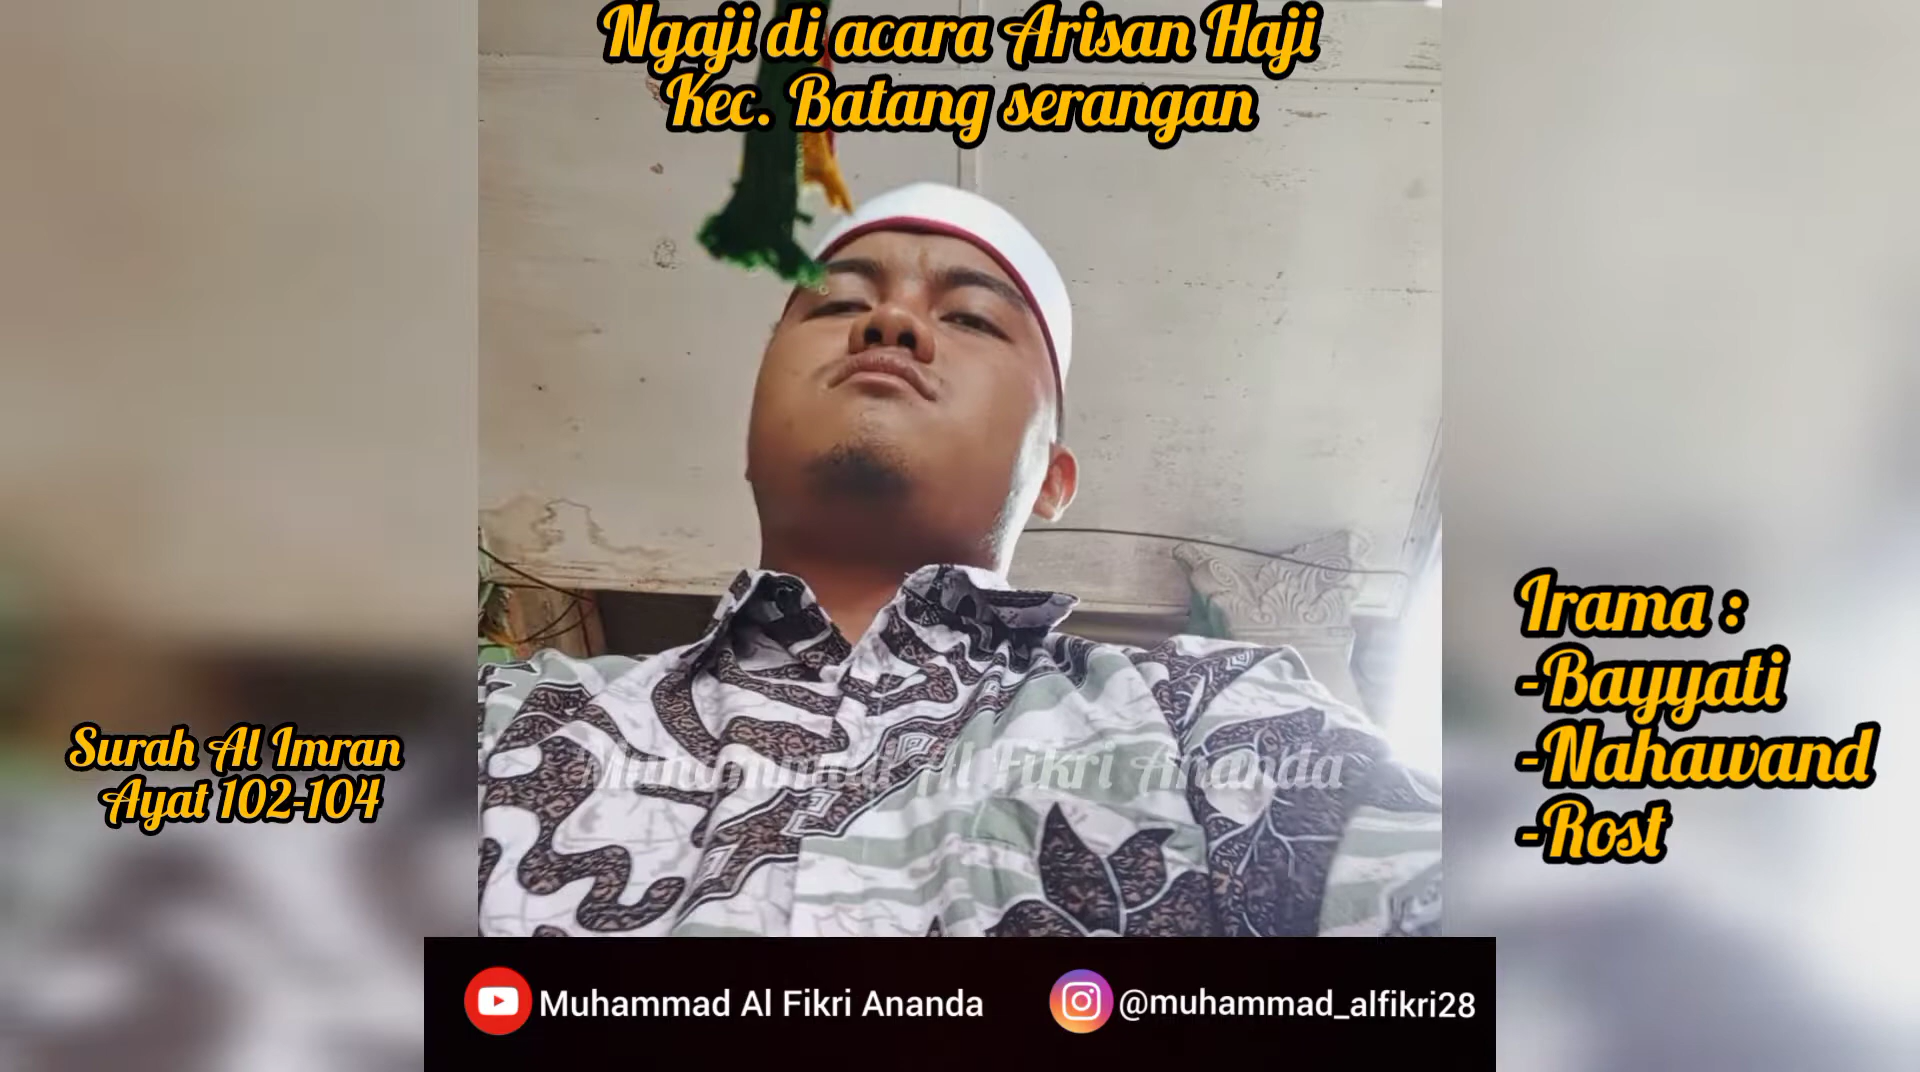 Ngaji di acara Arisan Haji
Kec. Batang serangan
Irama :
-Bayyati
-Nahawand
-Rost
Surah Al Imran
Ayat 102-104
Muhammad Al Fikri Ananda
Muhammad Al Fikri Ananda
@muhammad_alfikri28